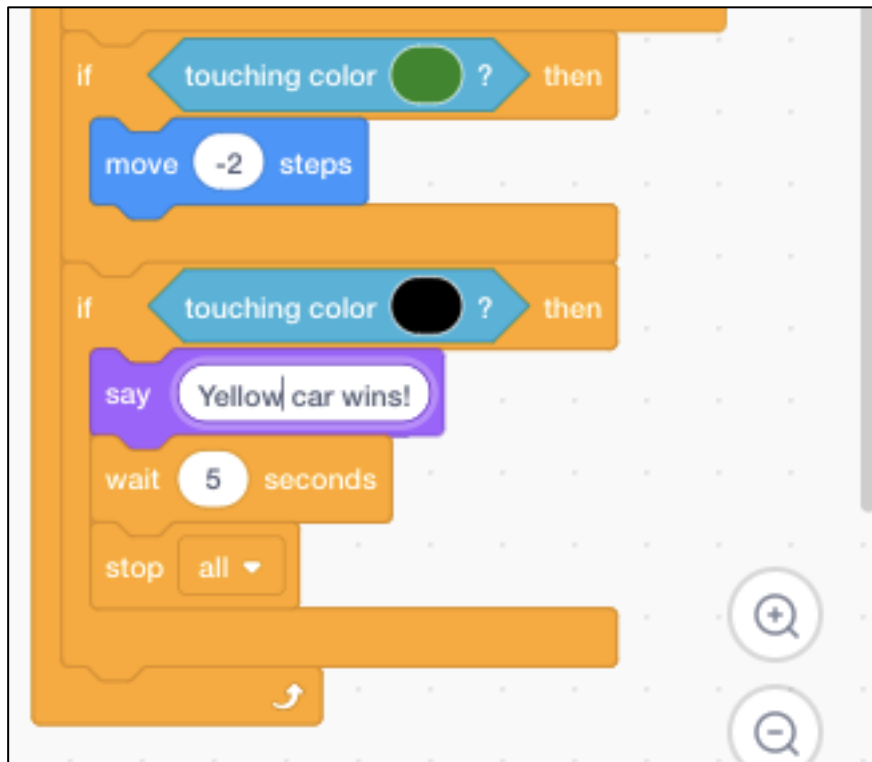 if touching color ? then
move -2 steps
if touching color ? then
say Yellow car wins!
wait 5 seconds
stop all